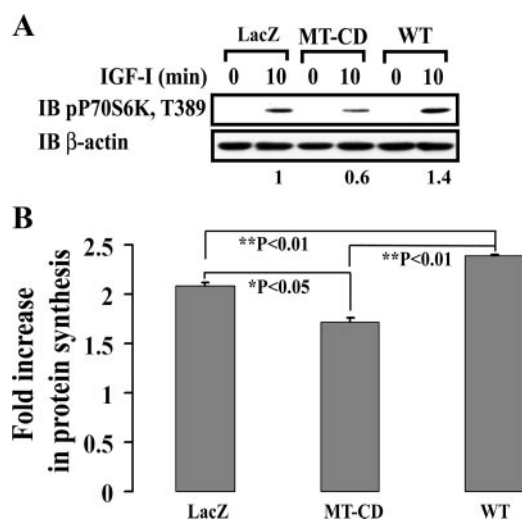 A
LacZ MT-CD WT
IGF-I (min) 0 10 0 10 0 10
IB pP70S6K, T389
IB β-actin
1 0.6 1.4
B
Fold increase
in protein synthesis
2.5
2
1.5
1
0.5
0
**P<0.01
**P<0.01
*P<0.05
LacZ MT-CD WT